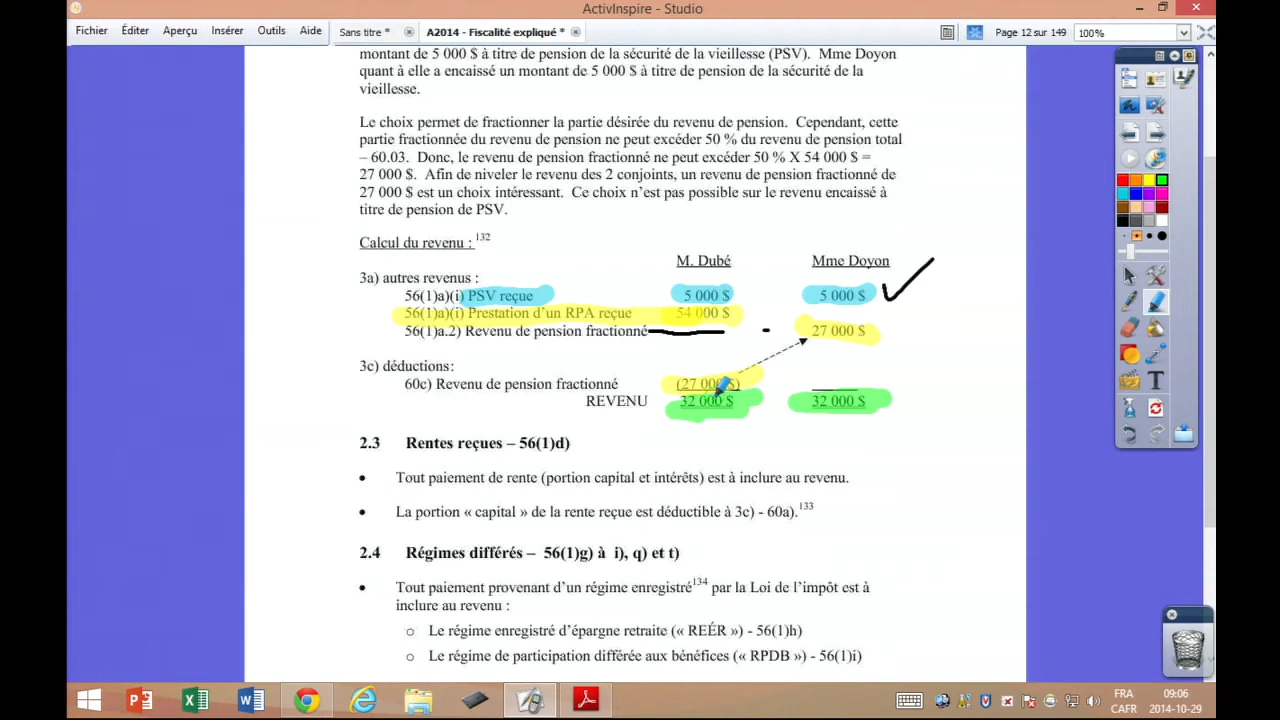 ActivInspire - Studio
Fichier Éditer Aperçu Insérer Outils Aide Sans titre * A2014 - Fiscalité expliqué * Page 12 sur 149 100%
montant de 5 000 $ à titre de pension de la sécurité de la vieillesse (PSV). Mme Doyon
quant à elle a encaissé un montant de 5 000 $ à titre de pension de la sécurité de la
vieillesse.
Le choix permet de fractionner la partie désirée du revenu de pension. Cependant, cette
partie fractionnée du revenu de pension ne peut excéder 50 % du revenu de pension total
– 60.03. Donc, le revenu de pension fractionné ne peut excéder 50 % X 54 000 $ =
27 000 $. Afin de niveler le revenu des 2 conjoints, un revenu de pension fractionné de
27 000 $ est un choix intéressant. Ce choix n'est pas possible sur le revenu encaissé à
titre de pension de PSV.
Calcul du revenu : 132
M. Dubé Mme Doyon
3a) autres revenus :
56(1)a)(i) PSV reçue 5 000 $ 5 000 $
56(1)a)(i) Prestation d'un RPA reçue 54 000 $
56(1)a.2) Revenu de pension fractionné - 27 000 $
3c) déductions:
60c) Revenu de pension fractionné (27 000 $)
REVENU 32 000 $ 32 000 $
2.3 Rentes reçues – 56(1)d)
• Tout paiement de rente (portion capital et intérêts) est à inclure au revenu.
• La portion « capital » de la rente reçue est déductible à 3c) - 60a).133
2.4 Régimes différés – 56(1)g) à i), q) et t)
• Tout paiement provenant d'un régime enregistré134 par la Loi de l'impôt est à
inclure au revenu :
o Le régime enregistré d'épargne retraite (« REÉR ») - 56(1)h)
o Le régime de participation différée aux bénéfices (« RPDB ») - 56(1)i)
FRA 09:06
CAFR 2014-10-29